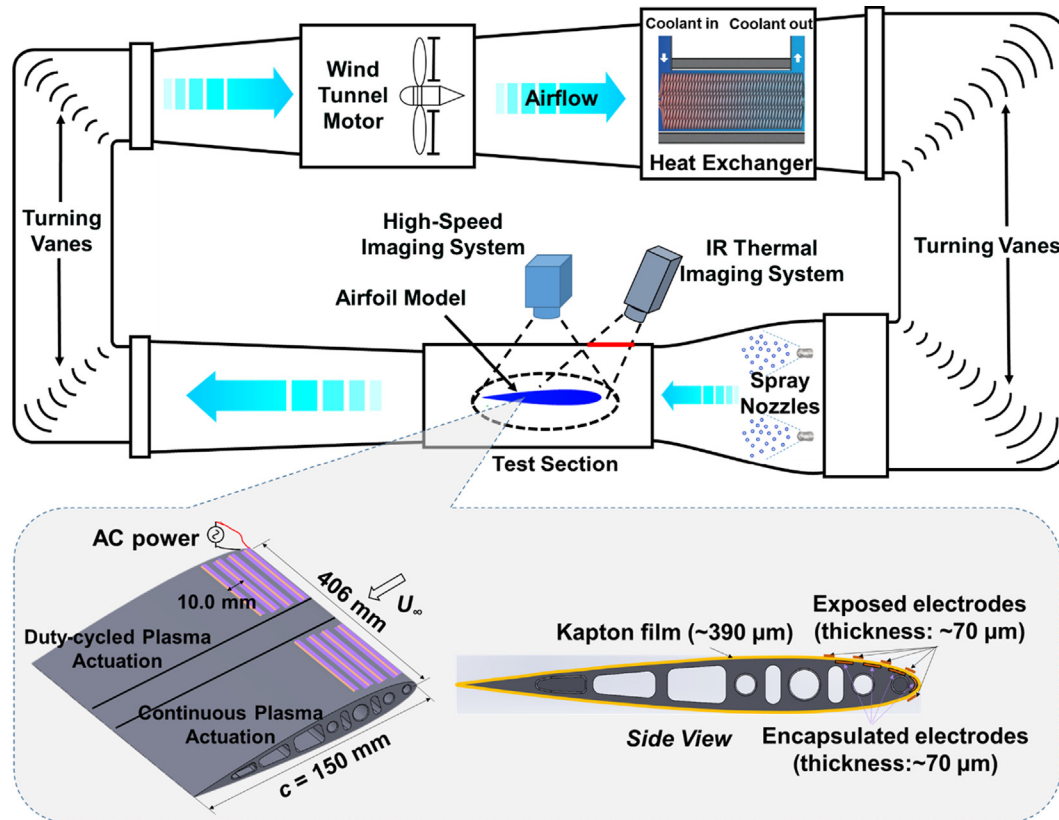 Coolant in
Coolant out
Wind
Tunnel
Motor
Airflow
Heat Exchanger
Turning
Vanes
High-Speed
Imaging System
IR Thermal
Imaging System
Turning Vanes
Airfoil Model
Spray
Nozzles
Test Section
AC power
406 mm
U∞
10.0 mm
Duty-cycled Plasma
Actuation
Continuous Plasma
Actuation
c = 150 mm
Exposed electrodes
(thickness: ~70 µm)
Kapton film (~390 µm)
Side View
Encapsulated electrodes
(thickness:~70 µm)